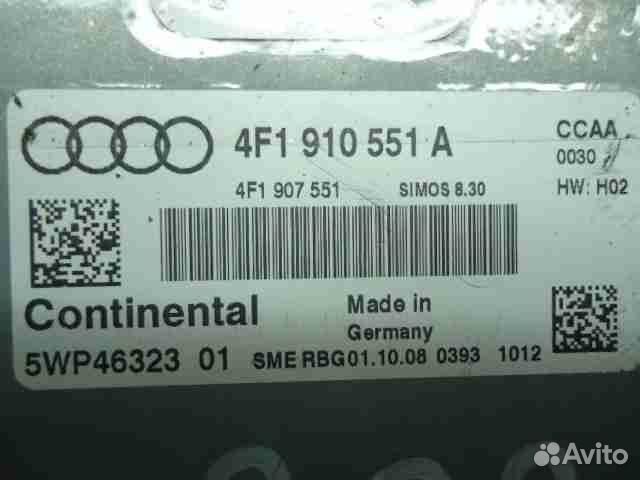 4F1 910 551 A
CCAA
0030
4F1 907 551
SIMOS 8.30
HW: H02
Continental
Made in
Germany
5WP46323 01
SME RBG01.10.08 0393 1012
Avito